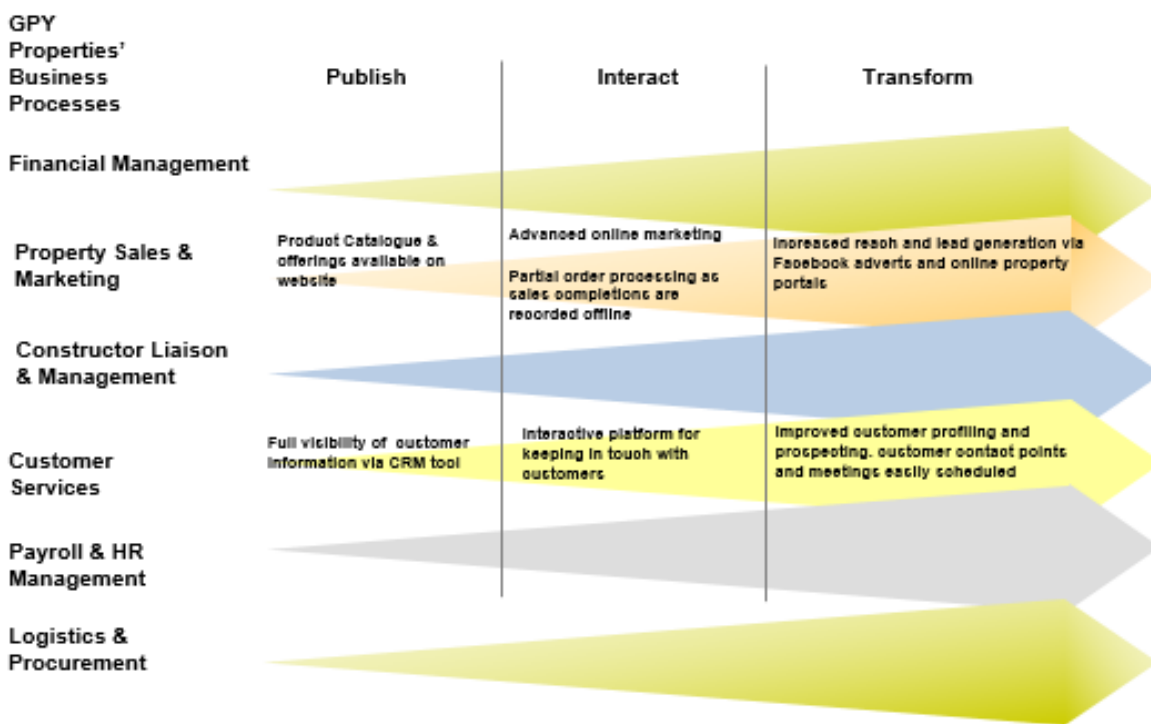 GPY
Properties'
Business
Processes
Publish
Interact
Transform
Financial Management
Property Sales &
Marketing
Product Catalogue &
offerings available on
website
Advanced online marketing
Partial order processing as
sales completions are
recorded offline
Increased reach and lead generation via
Facebook adverts and online property
portals
Constructor Liaison
& Management
Customer
Services
Full visibility of customer
information via CRM tool
Interactive platform for
keeping in touch with
customers
Improved customer profiling and
prospecting. customer contact points
and meetings easily scheduled
Payroll & HR
Management
Logistics &
Procurement